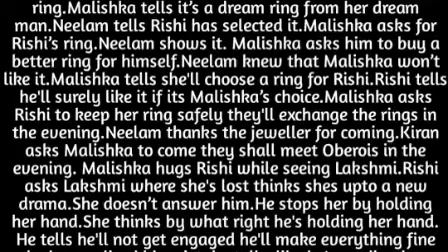 ring.Malishka tells it's a dream ring from her dream
man.Neelam tells Rishi has selected it.Malishka asks for
Rishi's ring.Neelam shows it. Malishka asks him to buy a
better ring for himself.Neelam knew that Malishka won't
like it.Malishka tells she'll choose a ring for Rishi.Rishi tells
he'll surely like it if its Malishka's choice.Malishka asks
Rishi to keep her ring safely they'll exchange the rings in
the evening.Neelam thanks the jeweller for coming.Kiran
asks Malishka to come they shall meet Oberois in the
evening. Malishka hugs Rishi while seeing Lakshmi.Rishi
asks Lakshmi where she's lost thinks shes upto a new
drama.She doesn't answer him.He stops her by holding
her hand.She thinks by what right he's holding her hand.
He tells he'll not get engaged he'll make everything fine